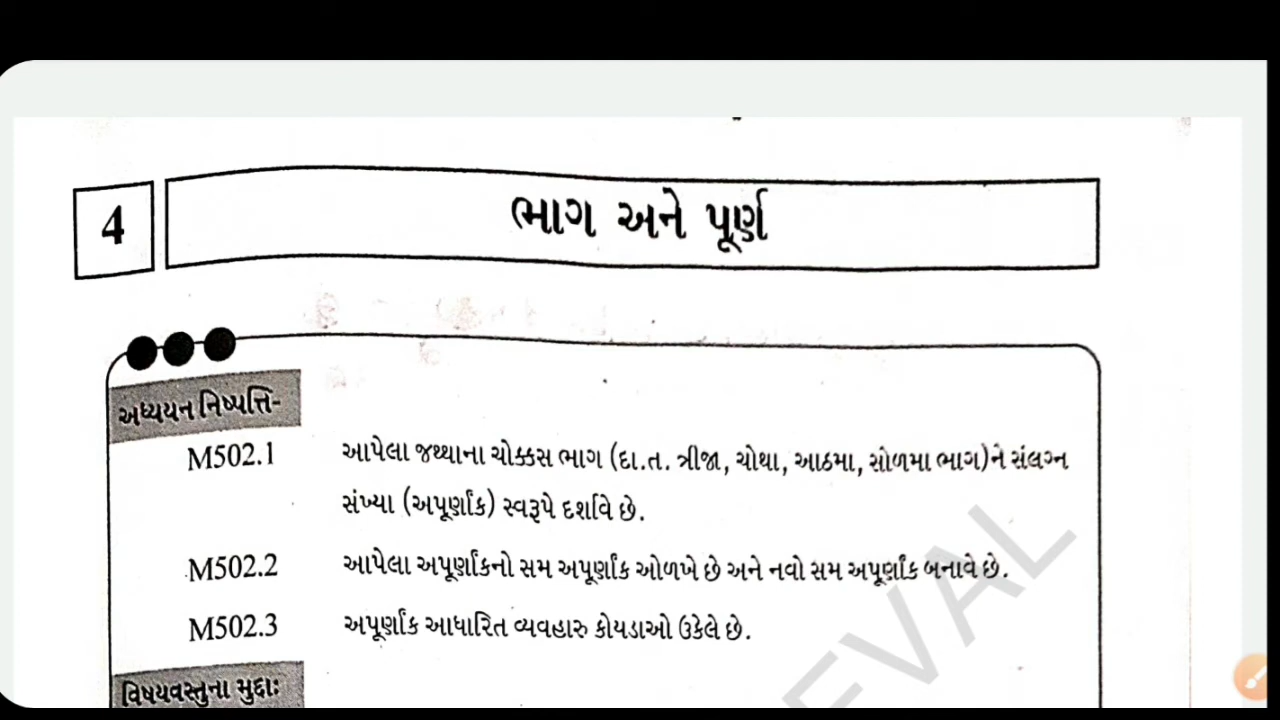 4
ભાગ અને પૂર્ણ
અધ્યયન નિષ્પત્તિ-
M502.1 આપેલા જથ્થાના ચોક્કસ ભાગ (દા.ત. ત્રીજા, ચોથા, આઠમા, સોળમા ભાગ)ને સંલગ્ન
સંખ્યા (અપૂર્ણાંક) સ્વરૂપે દર્શાવે છે.
M502.2 આપેલા અપૂર્ણાંકનો સમ અપૂર્ણાંક ઓળખે છે અને નવો સમ અપૂર્ણાંક બનાવે છે.
M502.3 અપૂર્ણાંક આધારિત વ્યવહારુ કોયડાઓ ઉકેલે છે.
વિષયવસ્તુના મુદ્દાઃ